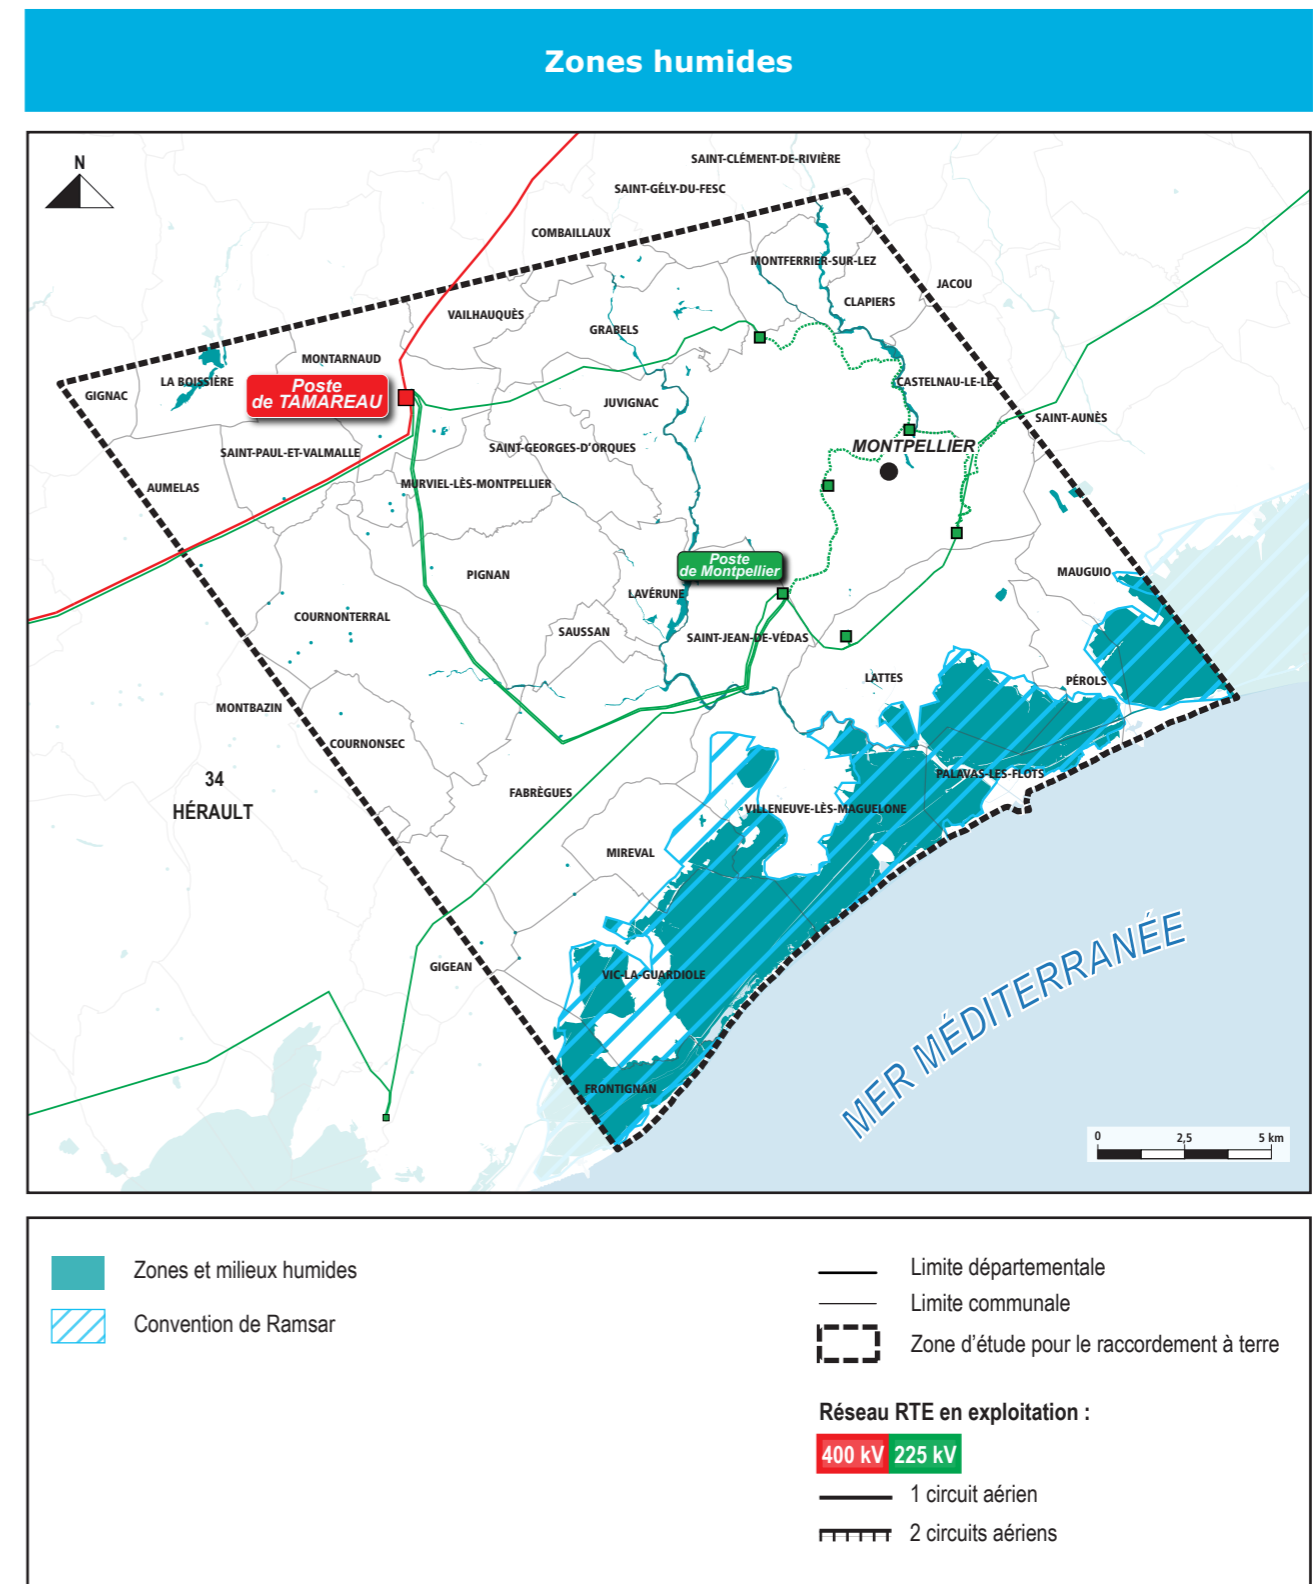 Zones humides
N
SAINT-CLÉMENT-DE-RIVIÈRE
SAINT-GÉLY-DU-FESC
COMBAILLAUX
MONTFERRIER-SUR-LEZ
JACOU
CLAPIERS
VAILHAUQUÈS
GRABELS
MONTARNAUD
LA BOISSIÈRE
GIGNAC
Poste
de TAMAREAU
CASTELNAU-LE-LEZ
JUVIGNAC
SAINT-AUNÈS
MONTPELLIER
SAINT-GEORGES-D'ORQUES
SAINT-PAUL-ET-VALMALLE
MURVIEL-LÈS-MONTPELLIER
AUMELAS
Poste
de Montpellier
PIGNAN
MAUGUIO
LAVÉRUNE
COURNONTERRAL
SAUSSAN
SAINT-JEAN-DE-VÉDAS
LATTES
PÉROLS
MONTBAZIN
COURNONSEC
34
HÉRAULT
PALAVAS-LES-FLOTS
FABRÈGUES
VILLENEUVE-LÈS-MAGUELONE
MIREVAL
GIGEAN
VIC-LA-GUARDIOLE
MER MÉDITERRANÉE
FRONTIGNAN
0 2,5 5 km
Zones et milieux humides
Convention de Ramsar
Limite départementale
Limite communale
Zone d'étude pour le raccordement à terre
Réseau RTE en exploitation :
400 kV 225 kV
1 circuit aérien
2 circuits aériens